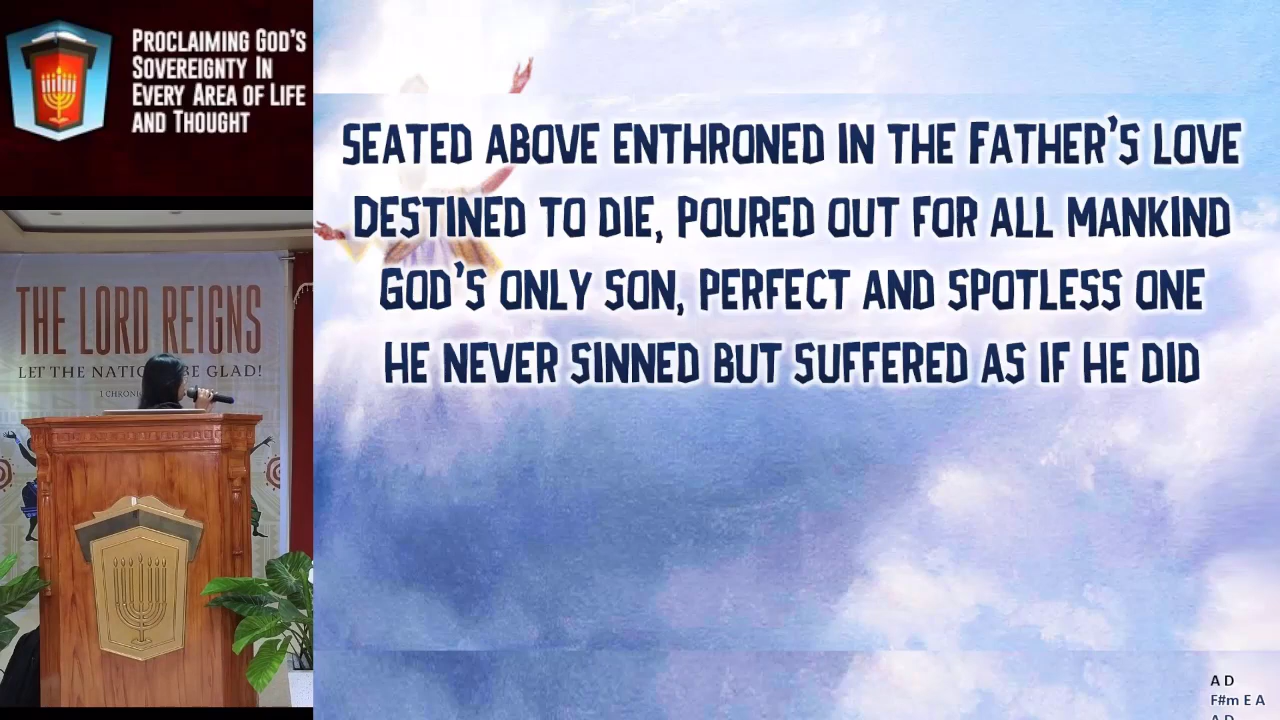 PROCLAIMING GOD'S
SOVEREIGNTY IN
EVERY AREA OF LIFE
AND THOUGHT
THE LORD REIGNS
LET THE BE GLAD!
1
SEATED ABOVE ENTHRONED IN THE FATHER'S LOVE
DESTINED TO DIE, POURED OUT FOR ALL MANKIND
GOD'S ONLY SON, PERFECT AND SPOTLESS ONE
HE NEVER SINNED BUT SUFFERED AS IF HE DID
A D
F#m E A
A D